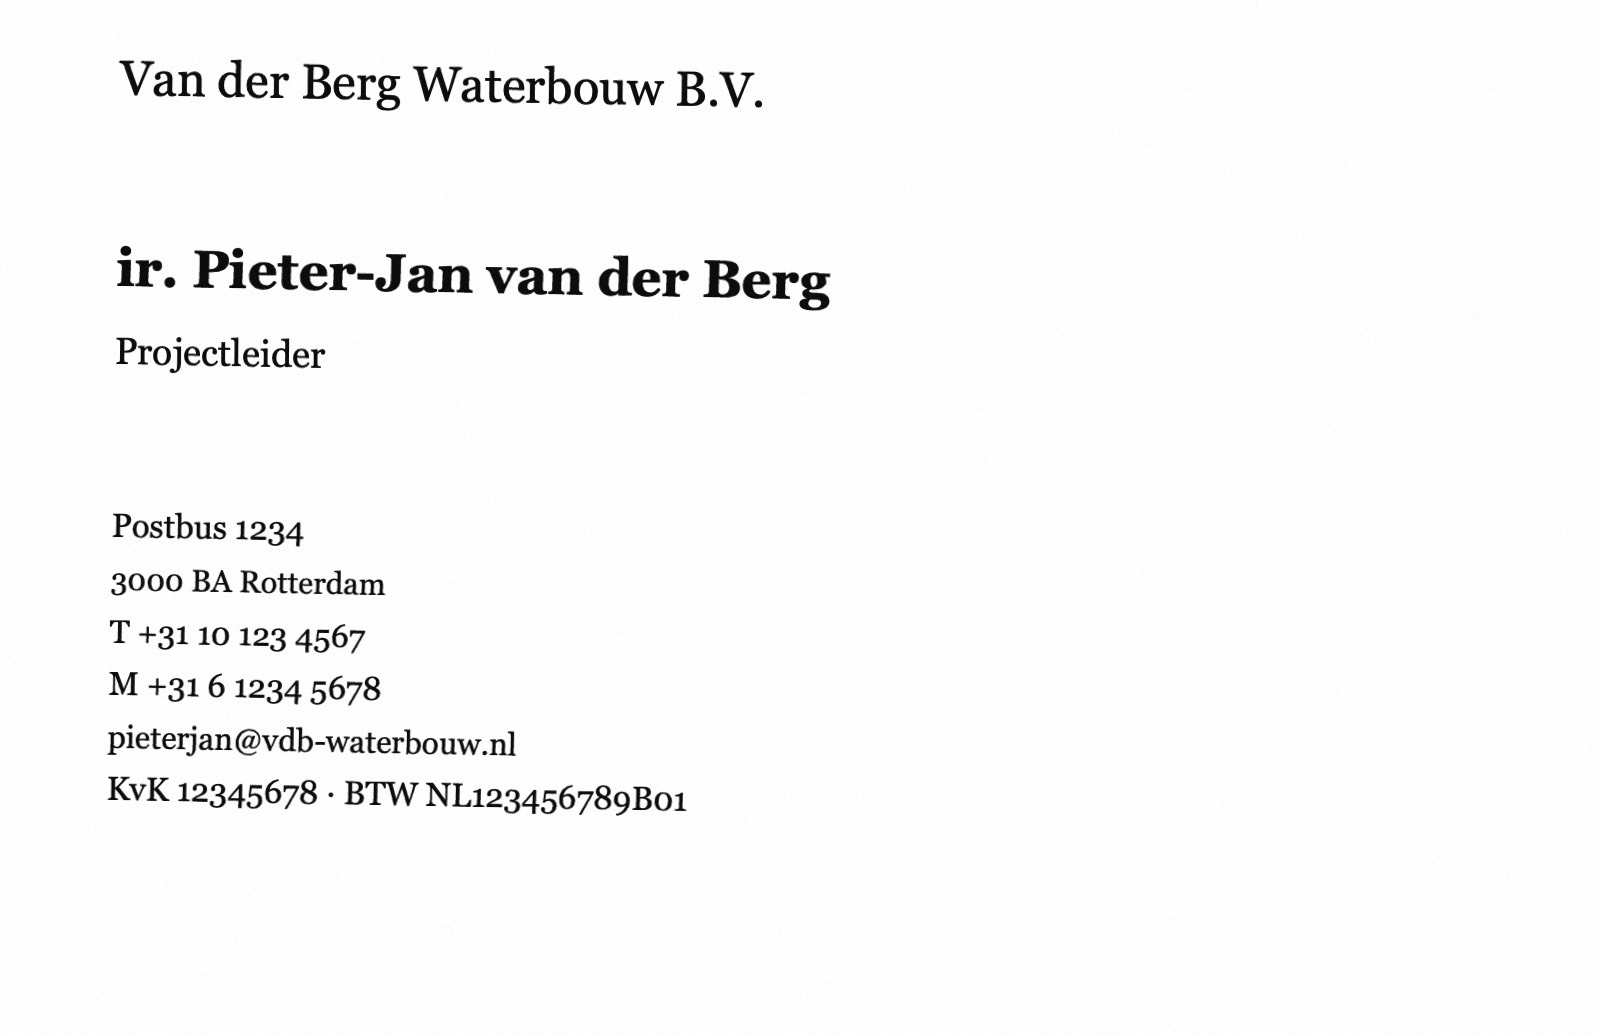 Van der Berg Waterbouw B.V.
ir. Pieter-Jan van der Berg
Projectleider
Postbus 1234
3000 BA Rotterdam
T +31 10 123 4567
M +31 6 1234 5678
pieterjan@vdb-waterbouw.nl
KvK 12345678 · BTW NL123456789B01